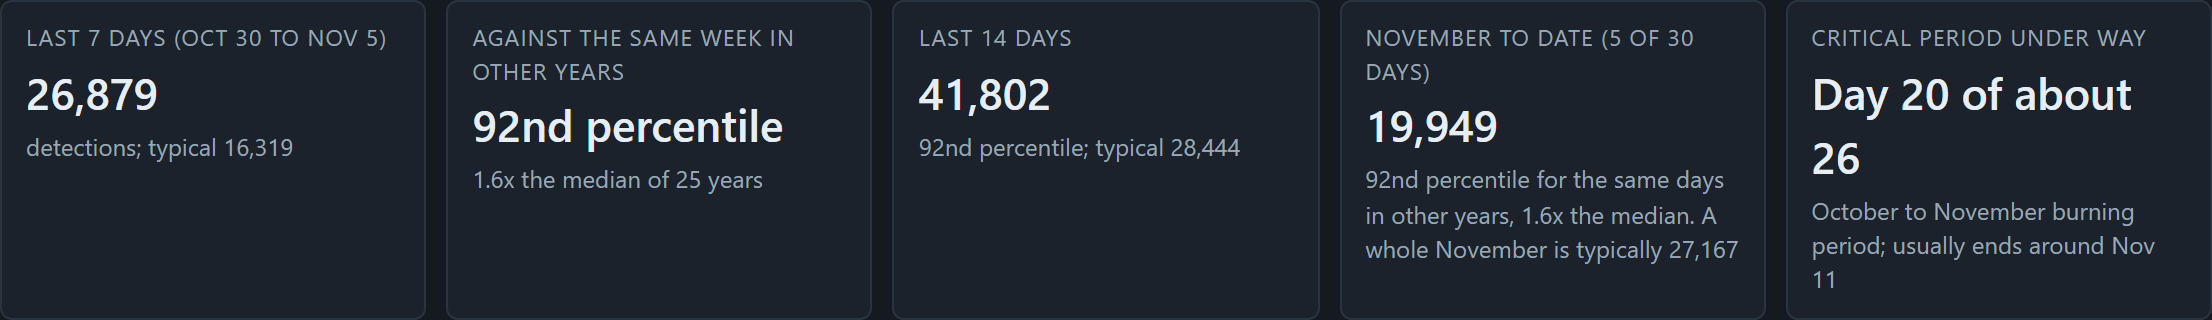 LAST 7 DAYS (OCT 30 TO NOV 5)
26,879
detections; typical 16,319
AGAINST THE SAME WEEK IN
OTHER YEARS
92nd percentile
1.6x the median of 25 years
LAST 14 DAYS
41,802
92nd percentile; typical 28,444
NOVEMBER TO DATE (5 OF 30
DAYS)
19,949
92nd percentile for the same days
in other years, 1.6x the median. A
whole November is typically 27,167
CRITICAL PERIOD UNDER WAY
Day 20 of about
26
October to November burning
period; usually ends around Nov
11